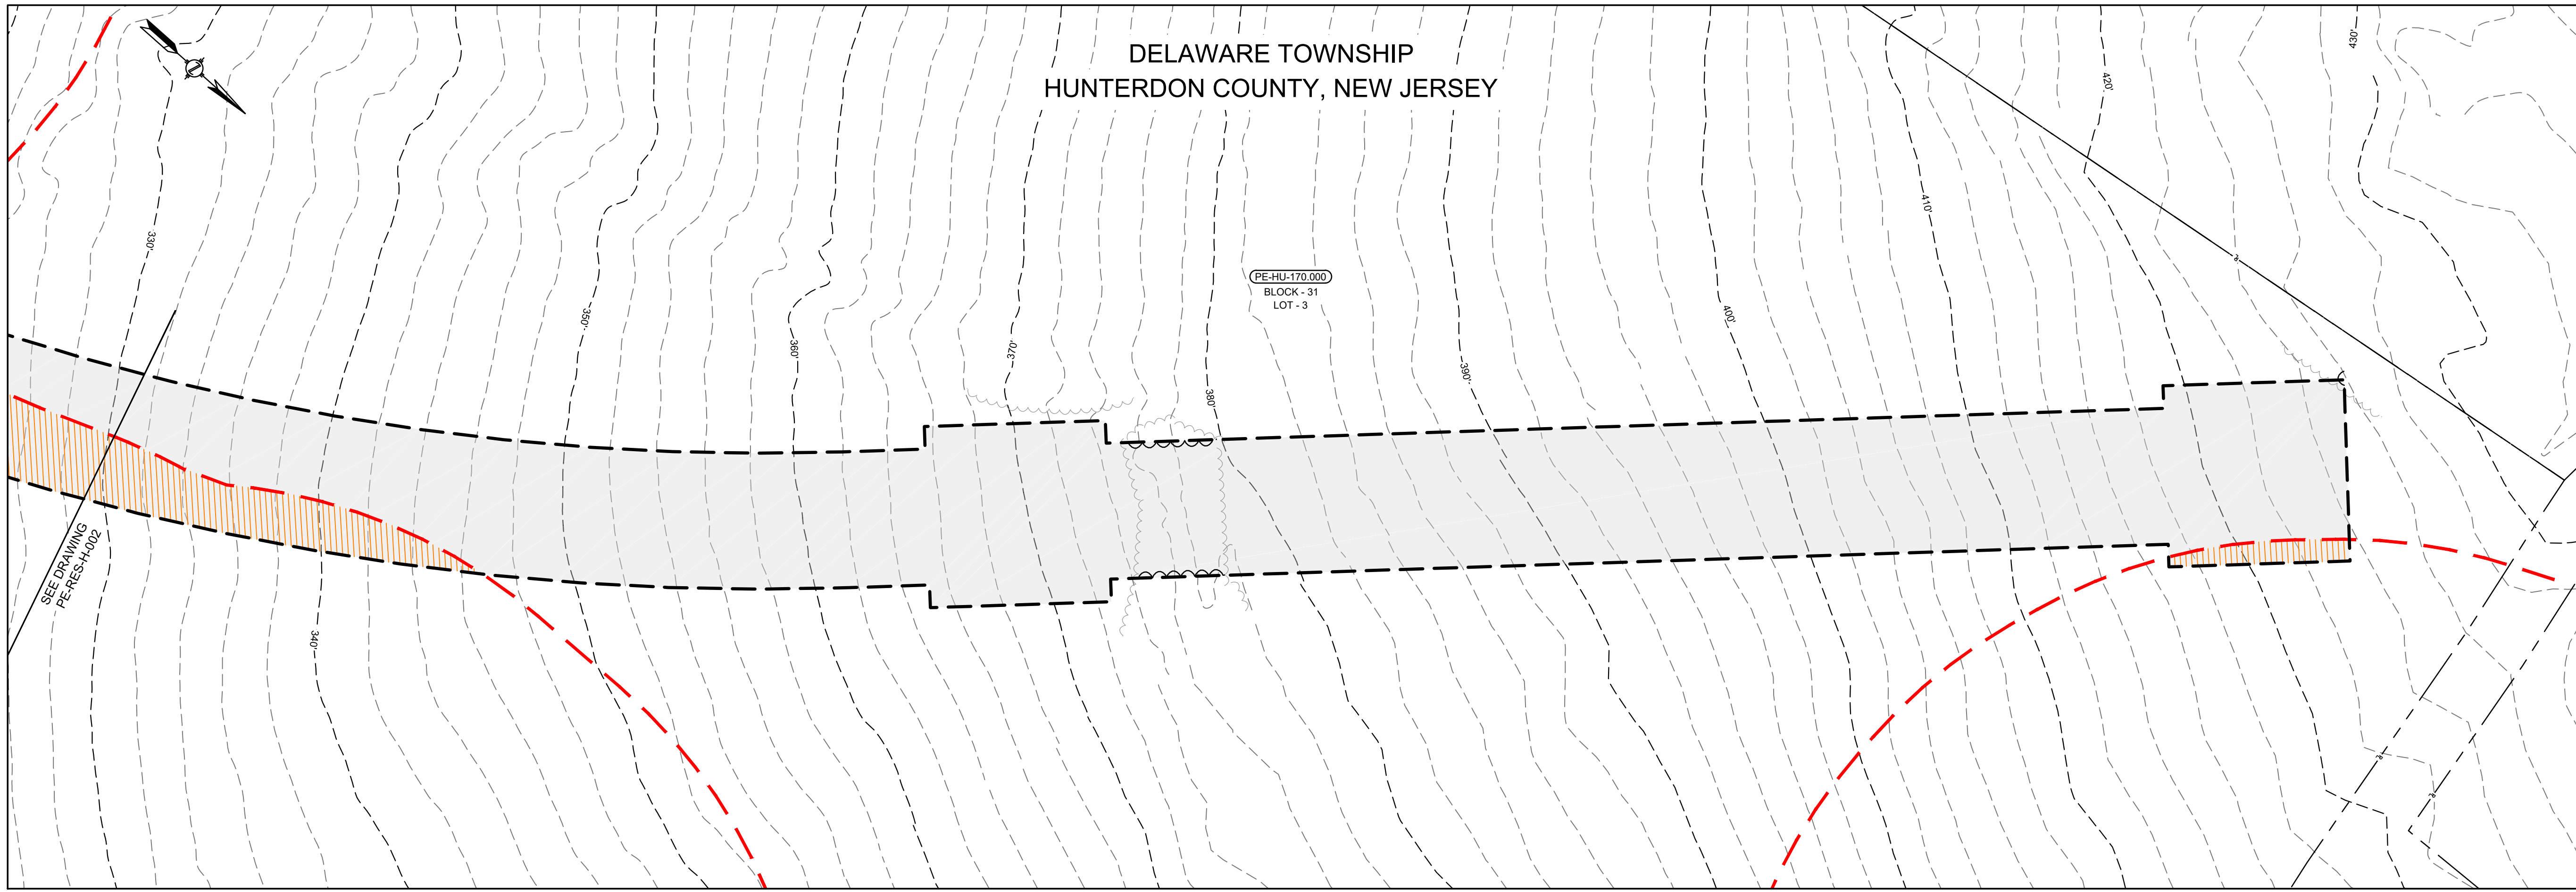 DELAWARE TOWNSHIP
HUNTERDON COUNTY, NEW JERSEY
430'
420'
410'
330'
PE-HU-170.000
BLOCK - 31
LOT - 3
350'
400'
360'
370'
390'
380'
SEE DRAWING
PE-RES-H-002
340'